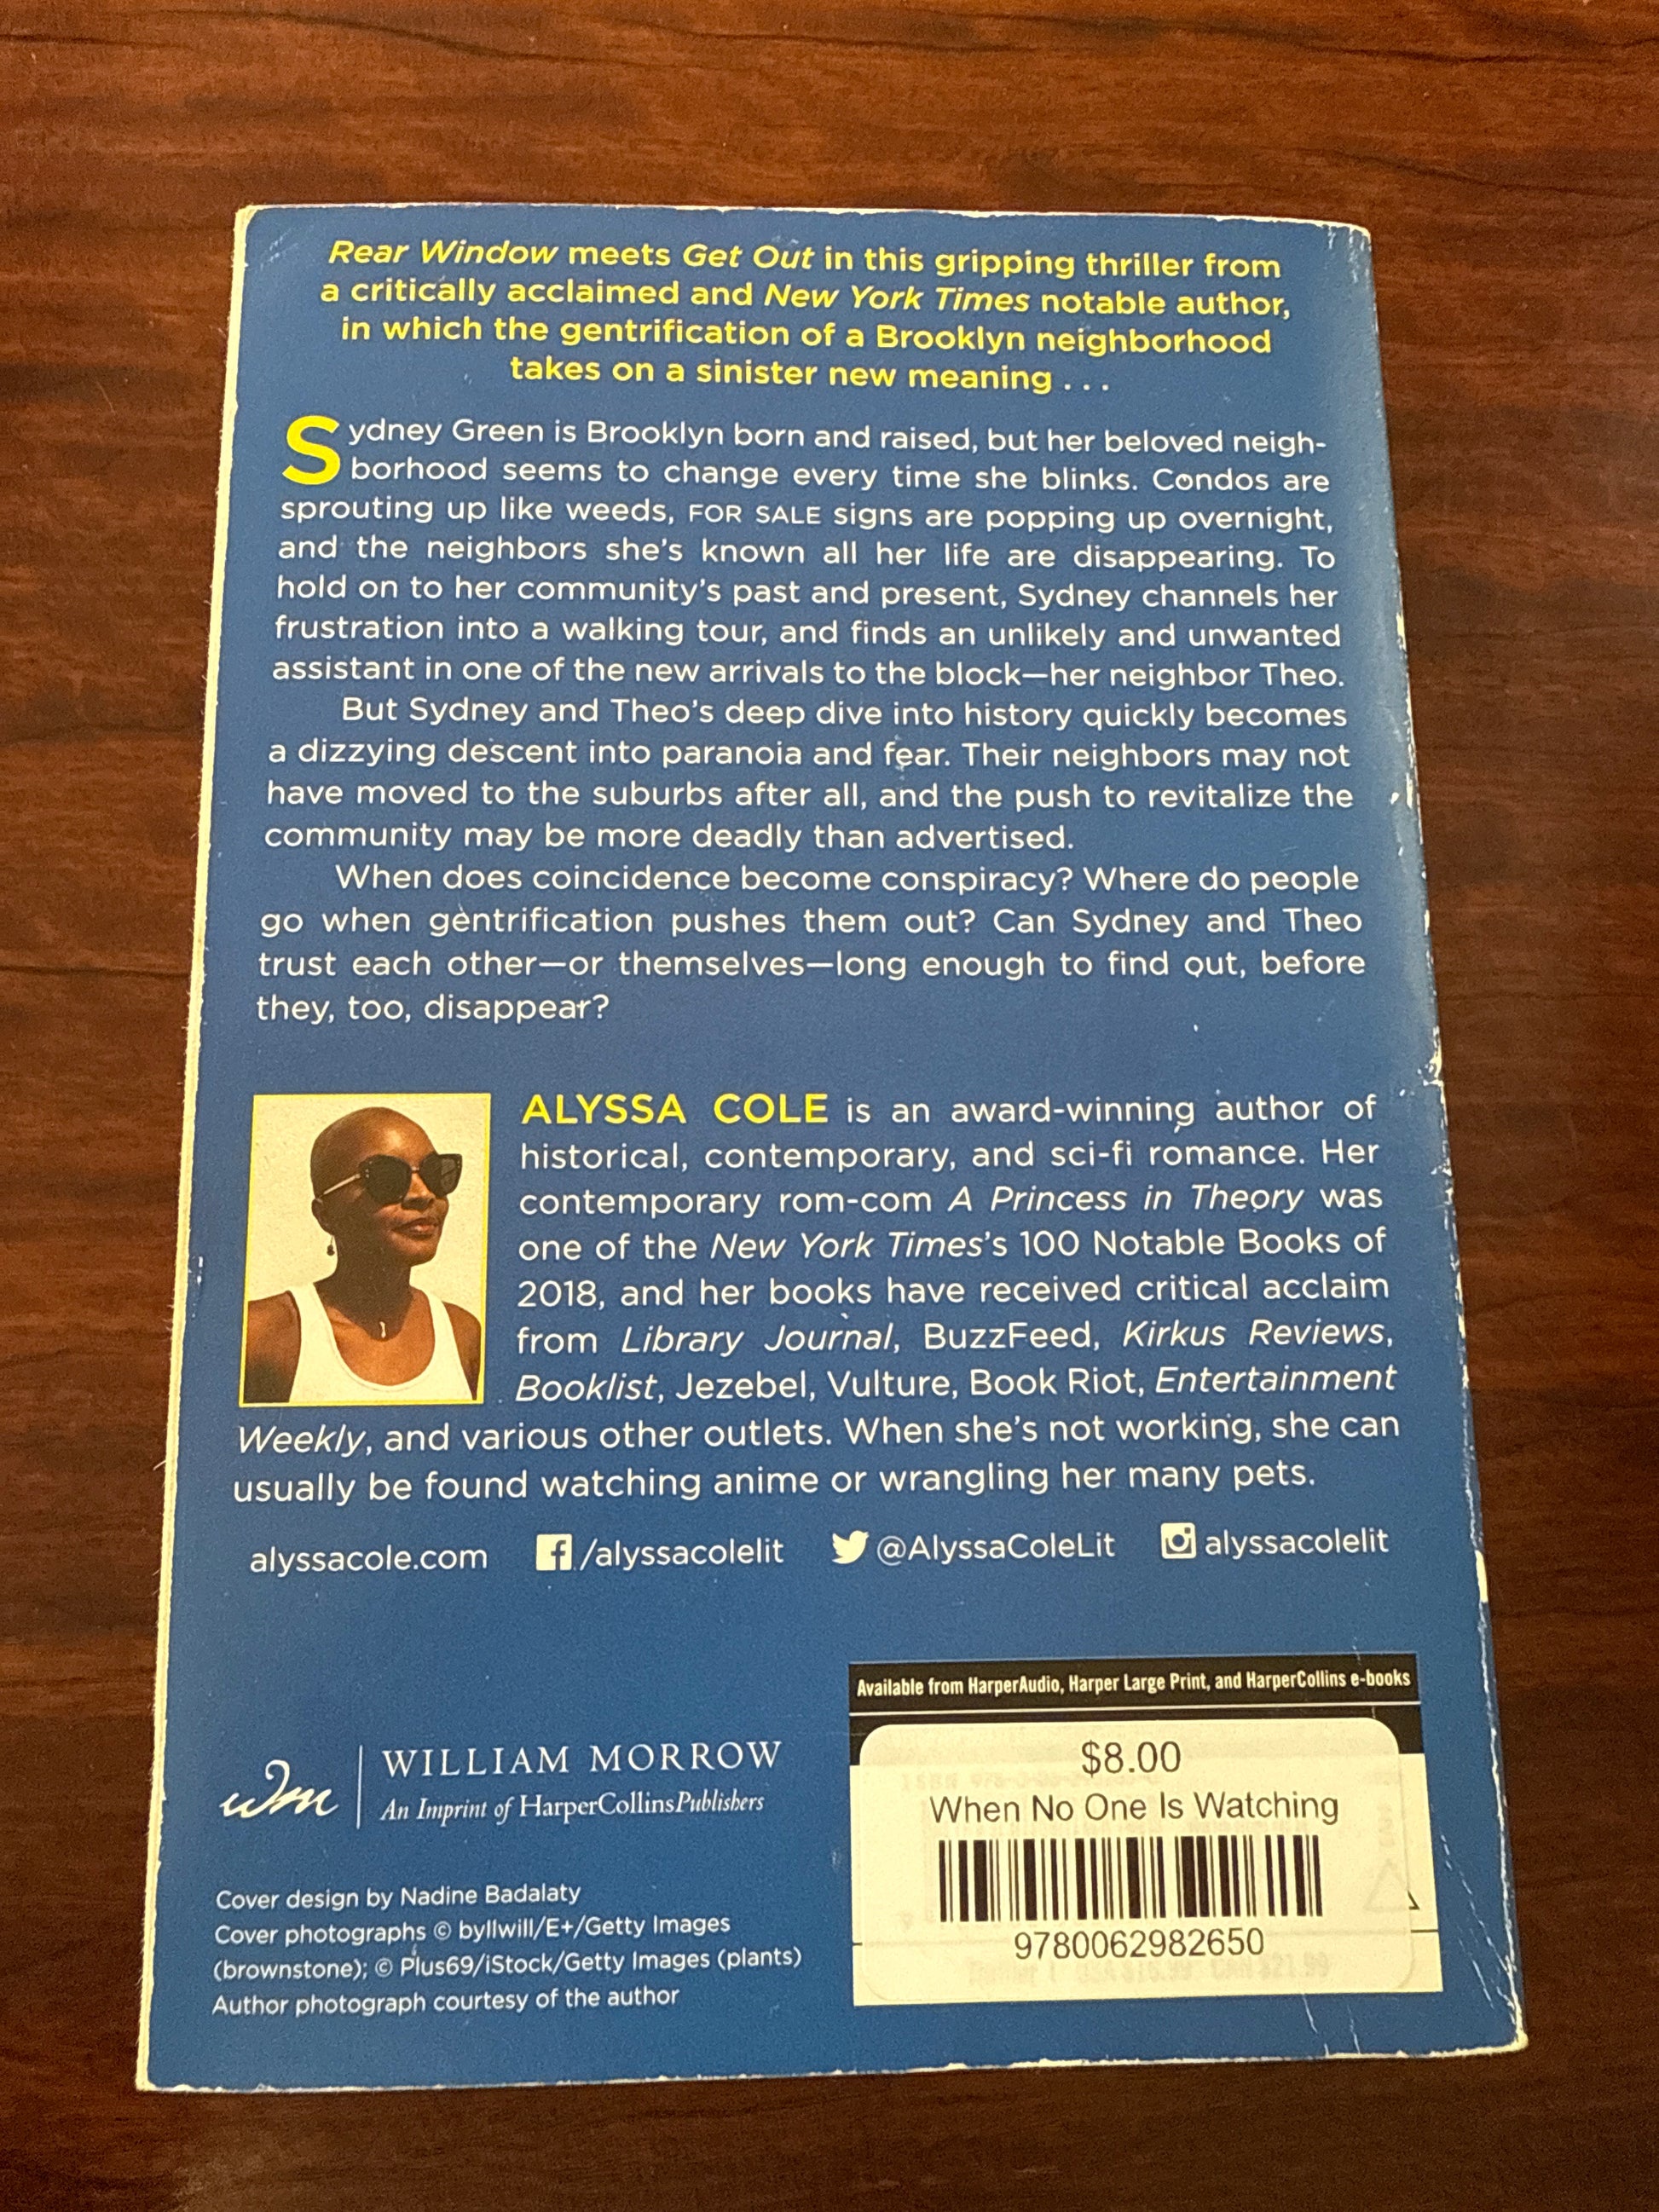 Rear Window meets Get Out in this gripping thriller from
a critically acclaimed and New York Times notable author,
in which the gentrification of a Brooklyn neighborhood
takes on a sinister new meaning . . .
Sydney Green is Brooklyn born and raised, but her beloved neigh-
borhood seems to change every time she blinks. Condos are
sprouting up like weeds, FOR SALE signs are popping up overnight,
and the neighbors she's known all her life are disappearing. To
hold on to her community's past and present, Sydney channels her
frustration into a walking tour, and finds an unlikely and unwanted
assistant in one of the new arrivals to the block—her neighbor Theo.
But Sydney and Theo's deep dive into history quickly becomes
a dizzying descent into paranoia and fear. Their neighbors may not
have moved to the suburbs after all, and the push to revitalize the
community may be more deadly than advertised.
When does coincidence become conspiracy? Where do people
go when gentrification pushes them out? Can Sydney and Theo
trust each other—or themselves—long enough to find out, before
they, too, disappear?
ALYSSA COLE is an award-winning author of
historical, contemporary, and sci-fi romance. Her
contemporary rom-com A Princess in Theory was
one of the New York Times's 100 Notable Books of
2018, and her books have received critical acclaim
from Library Journal, BuzzFeed, Kirkus Reviews,
Booklist, Jezebel, Vulture, Book Riot, Entertainment
Weekly, and various other outlets. When she's not working, she can
usually be found watching anime or wrangling her many pets.
alyssacole.com f/alyssacolelit @AlyssaColeLit alyssacolelit
Available from HarperAudio, Harper Large Print, and HarperCollins e-books
$8.00
When No One Is Watching
9780062982650
wm WILLIAM MORROW
An Imprint of HarperCollinsPublishers
Cover design by Nadine Badalaty
Cover photographs © byllwill/E+/Getty Images
(brownstone); © Plus69/iStock/Getty Images (plants)
Author photograph courtesy of the author